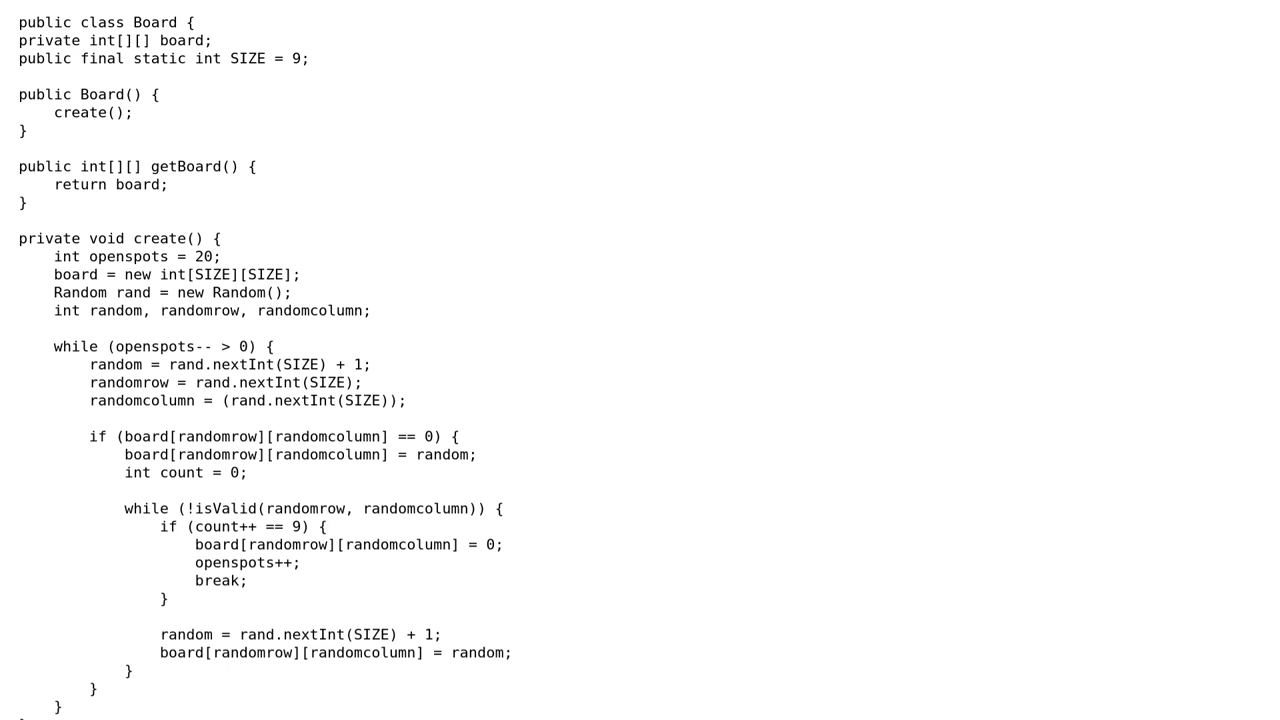 public class Board {
private int[][] board;
public final static int SIZE = 9;

public Board() {
    create();
}

public int[][] getBoard() {
    return board;
}

private void create() {
    int openspots = 20;
    board = new int[SIZE][SIZE];
    Random rand = new Random();
    int random, randomrow, randomcolumn;

    while (openspots-- > 0) {
        random = rand.nextInt(SIZE) + 1;
        randomrow = rand.nextInt(SIZE);
        randomcolumn = (rand.nextInt(SIZE));

        if (board[randomrow][randomcolumn] == 0) {
            board[randomrow][randomcolumn] = random;
            int count = 0;

            while (!isValid(randomrow, randomcolumn)) {
                if (count++ == 9) {
                    board[randomrow][randomcolumn] = 0;
                    openspots++;
                    break;
                }

                random = rand.nextInt(SIZE) + 1;
                board[randomrow][randomcolumn] = random;
            }
        }
    }